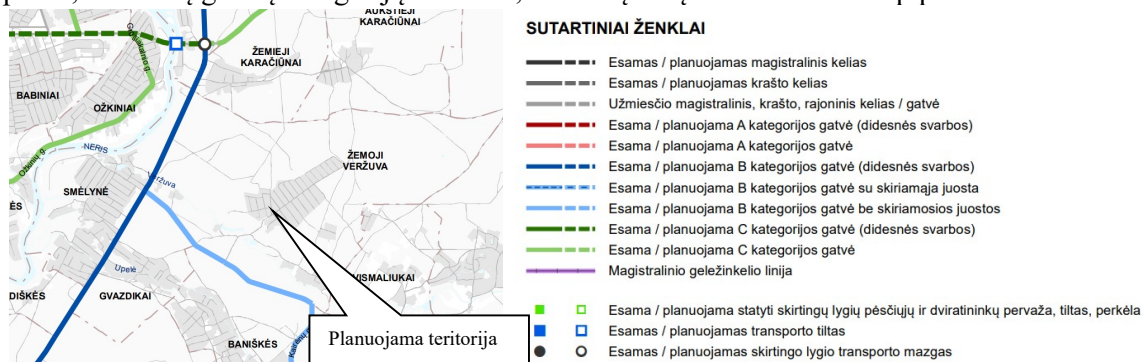 AUKŠTIEJI
KARAČIŪNAI
ŽEMIEJI
KARAČIŪNAI
BABINIAI
OŽKINIAI
Ožkinių g.
NERIS
ŽEMOJI
VERŽUVA
SMĖLYNĖ
ĖS
Upelė
VISMALIUKAI
DIŠKĖS
GVAZDIKAI
BANIŠKĖS
Planuojama teritorija
SUTARTINIAI ŽENKLAI
Esamas / planuojamas magistralinis kelias
Esamas / planuojamas krašto kelias
Užmiesčio magistralinis, krašto, rajoninis kelias / gatvė
Esama / planuojama A kategorijos gatvė (didesnės svarbos)
Esama / planuojama A kategorijos gatvė
Esama / planuojama B kategorijos gatvė (didesnės svarbos)
Esama / planuojama B kategorijos gatvė su skiriamąja juosta
Esama / planuojama B kategorijos gatvė be skiriamosios juostos
Esama / planuojama C kategorijos gatvė (didesnės svarbos)
Esama / planuojama C kategorijos gatvė
Magistralinio geležinkelio linija
Esama / planuojama statyti skirtingų lygių pėsčiųjų ir dviratininkų pervaža, tiltas, perkėla
Esamas / planuojamas transporto tiltas
Esamas / planuojamas skirtingo lygio transporto mazgas